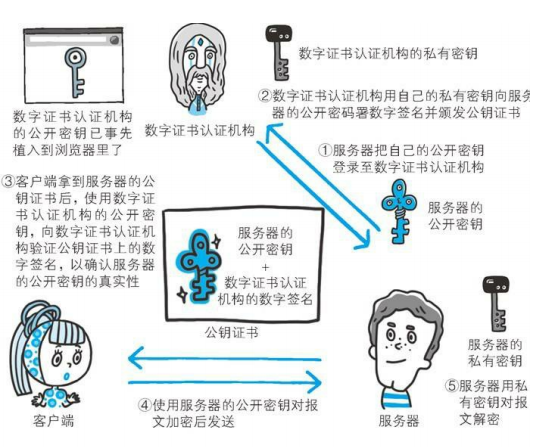 数字证书认证机构的私有密钥
②数字证书认证机构用自己的私有密钥向服务
器的公开密码署数字签名并颁发公钥证书
数字证书认证机构
的公开密钥已事先
植入到浏览器里了
数字证书认证机构
①服务器把自己的公开密钥
登录至数字证书认证机构
服务器的
公开密钥
③客户端拿到服务器的公
钥证书后，使用数字证
书认证机构的公开密
钥，向数字证书认证机
构验证公钥证书上的数
字签名，以确认服务器
的公开密钥的真实性
服务器的
公开密钥
+
数字证书认证
机构的数字签名
公钥证书
服务器的
私有密钥
⑤服务器用私
有密钥对报
文解密
客户端
④使用服务器的公开密钥对报
文加密后发送
服务器